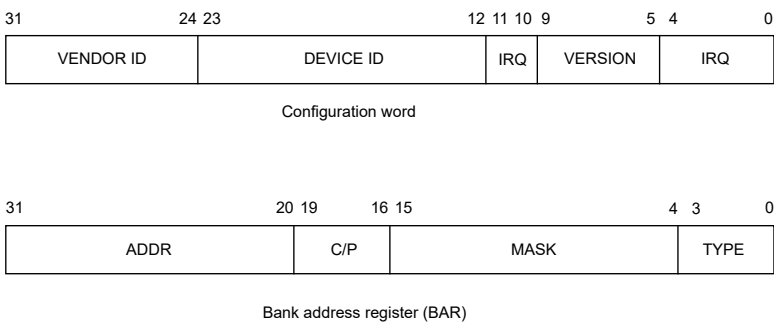 31 24 23 12 11 10 9 5 4 0
VENDOR ID DEVICE ID IRQ VERSION IRQ
Configuration word
31 20 19 16 15 4 3 0
ADDR C/P MASK TYPE
Bank address register (BAR)